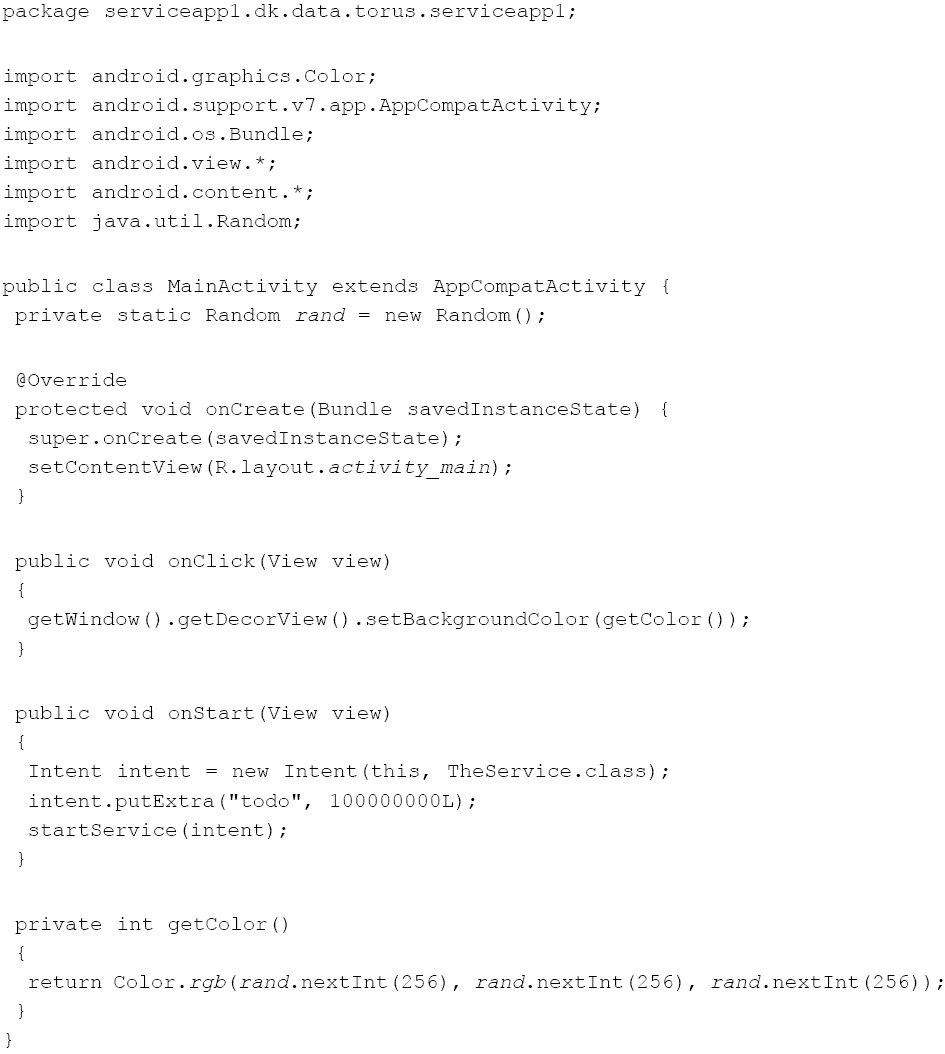 package serviceapp1.dk.data.torus.serviceapp1;
import android.graphics.Color;
import android.support.v7.app.AppCompatActivity;
import android.os.Bundle;
import android.view.*;
import android.content.*;
import java.util.Random;
public class MainActivity extends AppCompatActivity {
private static Random rand = new Random();
@Override
protected void onCreate(Bundle savedInstanceState) {
super.onCreate(savedInstanceState);
setContentView(R.layout.activity_main);
}
public void onClick(View view)
{
getWindow().getDecorView().setBackgroundColor(getColor());
}
public void onStart(View view)
{
Intent intent = new Intent(this, TheService.class);
intent.putExtra("todo", 100000000L);
startService(intent);
}
private int getColor()
{
return Color.rgb(rand.nextInt(256), rand.nextInt(256), rand.nextInt(256));
}
}